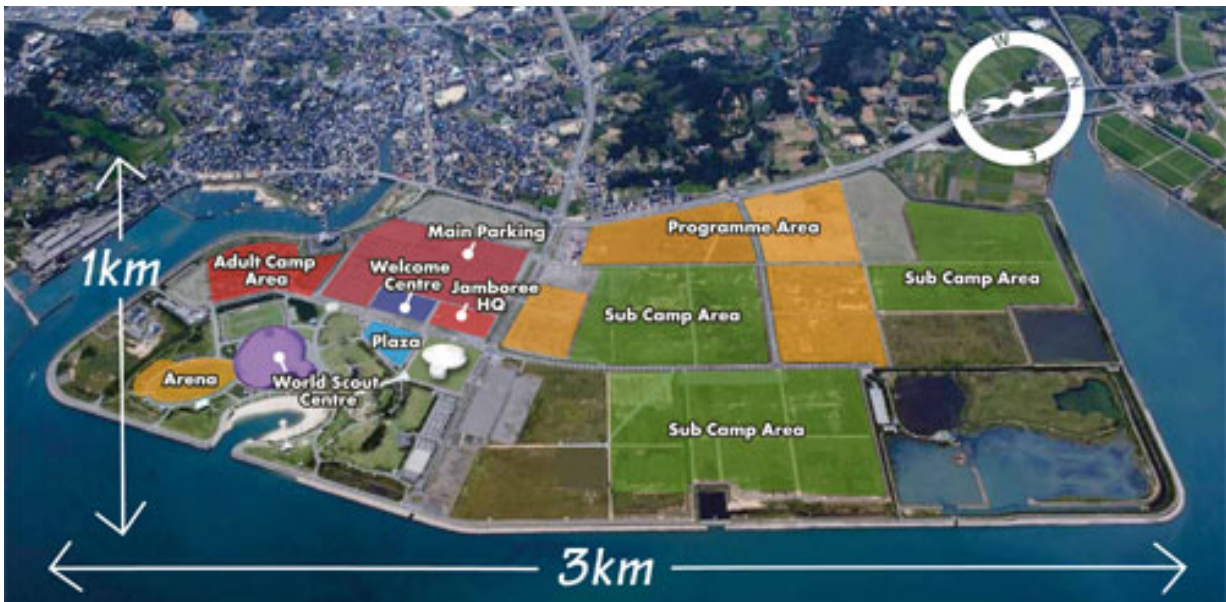 W
N
S
E
Main Parking
Programme Area
Adult Camp
Area
Welcome
Centre
1km
Jamboree
HQ
Sub Camp Area
Sub Camp Area
Plaza
Arena
World Scout
Centre
Sub Camp Area
3km